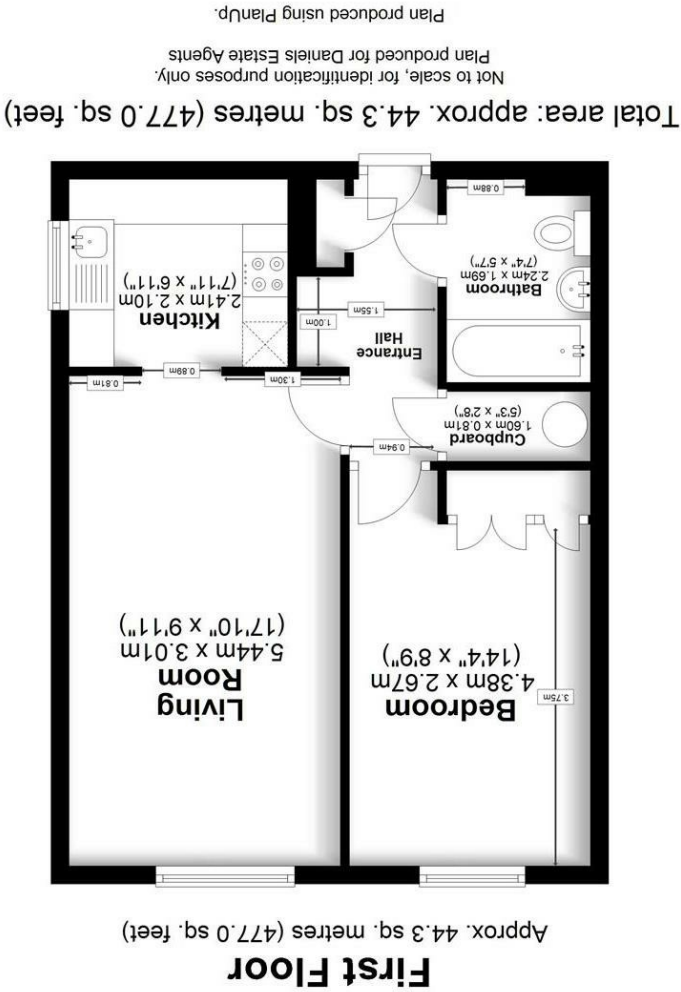 First Floor
Approx. 44.3 sq. metres (477.0 sq. feet)
Bedroom
4.38m x 2.67m
(14'4" x 8'9")
3.75m
Living
Room
5.44m x 3.01m
(17'10" x 9'11")
Cupboard
1.60m x 0.81m
(5'3" x 2'8")
0.94m
Entrance
Hall
1.55m
1.00m
1.30m
0.89m
0.81m
Bathroom
2.24m x 1.69m
(7'4" x 5'7")
0.88m
Kitchen
2.41m x 2.10m
(7'11" x 6'11")
Total area: approx. 44.3 sq. metres (477.0 sq. feet)
Not to scale, for identification purposes only.
Plan produced for Daniels Estate Agents
Plan produced using PlanUp.